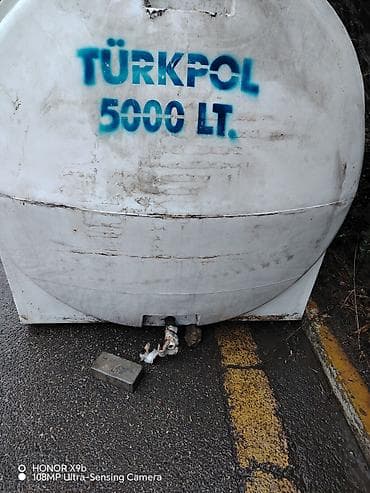 TÜRKPOL
5000 LT.
HONOR X9b
108MP Ultra-Sensing Camera